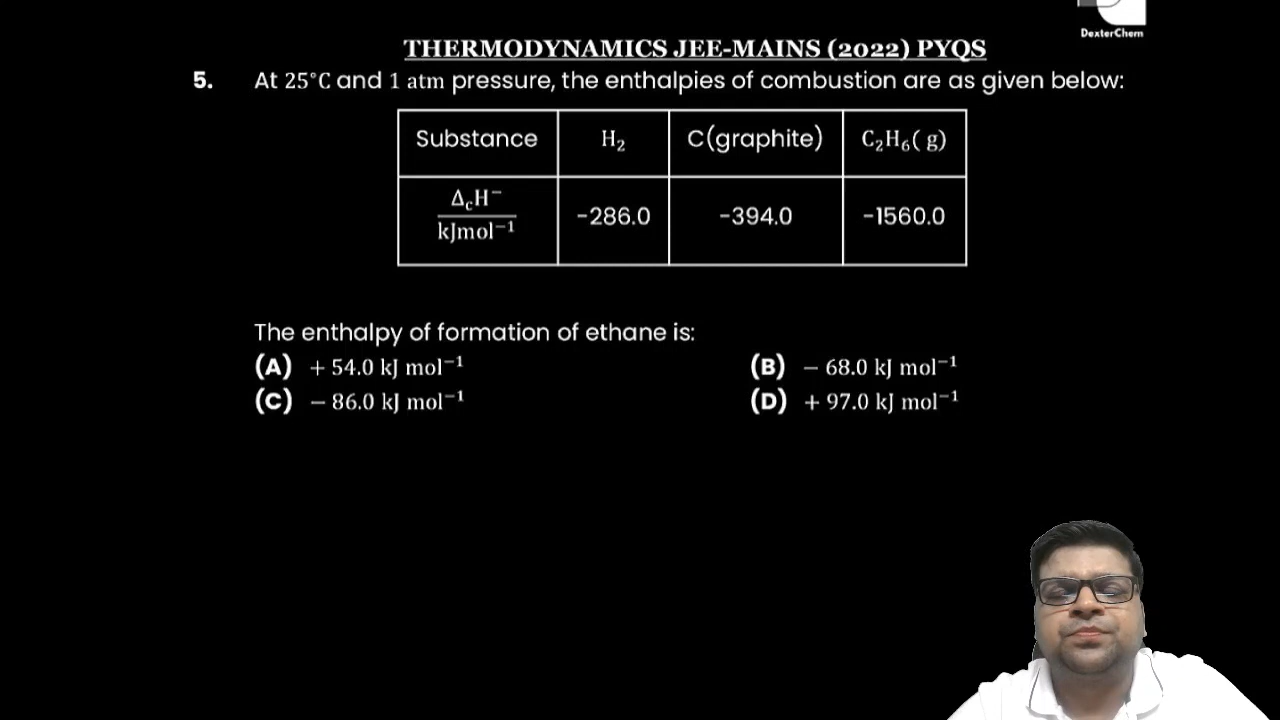 DexterChem
THERMODYNAMICS JEE-MAINS (2022) PYQS
5. At 25°C and 1 atm pressure, the enthalpies of combustion are as given below:
Substance H₂ C(graphite) C₂H₆( g)
Δ꜀H⁻ / kJmol⁻¹ -286.0 -394.0 -1560.0
The enthalpy of formation of ethane is:
(A) + 54.0 kJ mol⁻¹ (B) − 68.0 kJ mol⁻¹
(C) − 86.0 kJ mol⁻¹ (D) + 97.0 kJ mol⁻¹